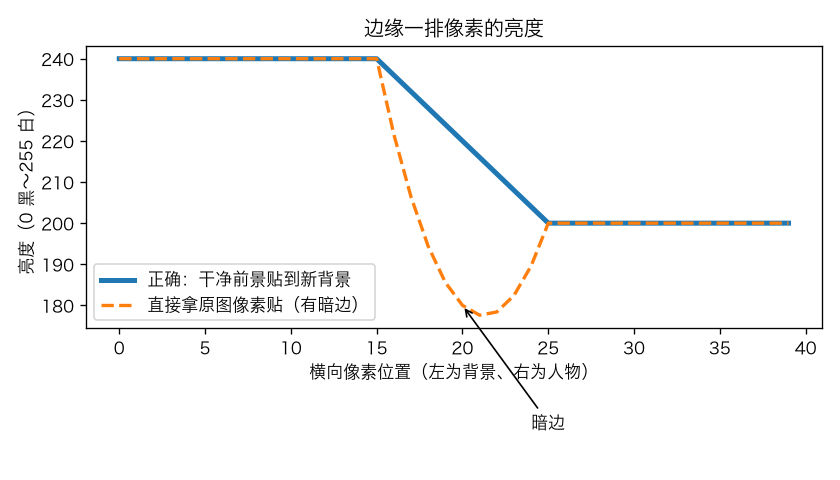 边缘一排像素的亮度
亮度（0 黑～255 白）
240
230
220
210
200
190
180
正确：干净前景贴到新背景
直接拿原图像素贴（有暗边）
0
5
10
15
20
25
30
35
40
横向像素位置（左为背景、右为人物）
暗边